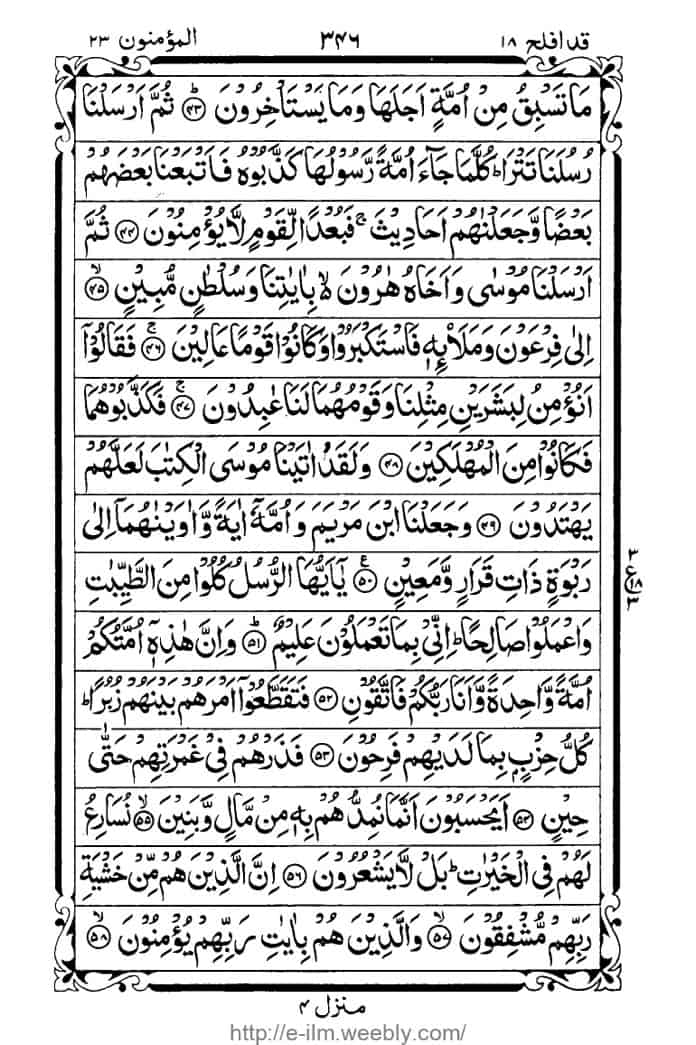 قد افلح ۱۸ ۳۴۶ المؤمنون ۲۳
مَا تَسْبِقُ مِنْ اُمَّةٍ اَجَلَهَا وَمَا يَسْتَاْخِرُوْنَ ﴿۴۳﴾ؕ ثُمَّ اَرْسَلْنَا
رُسُلَنَا تَتْرَا ؕ كُلَّمَا جَآءَ اُمَّةً رَّسُوْلُهَا كَذَّبُوْهُ فَاَتْبَعْنَا بَعْضَهُمْ
بَعْضًا وَّجَعَلْنٰهُمْ اَحَادِيْثَ ۚ فَبُعْدًا لِّقَوْمٍ لَّا يُؤْمِنُوْنَ ﴿۴۴﴾ ثُمَّ
اَرْسَلْنَا مُوْسٰى وَاَخَاهُ هٰرُوْنَ ۙ۬ بِاٰيٰتِنَا وَسُلْطٰنٍ مُّبِيْنٍ ﴿۴۵﴾ۙ
اِلٰى فِرْعَوْنَ وَمَلَا۟ئِهٖ فَاسْتَكْبَرُوْا وَكَانُوْا قَوْمًا عَالِيْنَ ﴿۴۶﴾ۚ فَقَالُوْۤا
اَنُؤْمِنُ لِبَشَرَيْنِ مِثْلِنَا وَقَوْمُهُمَا لَنَا عٰبِدُوْنَ ﴿۴۷﴾ۚ فَكَذَّبُوْهُمَا
فَكَانُوْا مِنَ الْمُهْلَكِيْنَ ﴿۴۸﴾ وَلَقَدْ اٰتَيْنَا مُوْسَى الْكِتٰبَ لَعَلَّهُمْ
يَهْتَدُوْنَ ﴿۴۹﴾ وَجَعَلْنَا ابْنَ مَرْيَمَ وَاُمَّهٗۤ اٰيَةً وَّاٰوَيْنٰهُمَاۤ اِلٰى
رَبْوَةٍ ذَاتِ قَرَارٍ وَّمَعِيْنٍ ﴿۵۰﴾ع يٰۤاَيُّهَا الرُّسُلُ كُلُوْا مِنَ الطَّيِّبٰتِ
۳ ع ۱۸ ۳
وَاعْمَلُوْا صَالِحًا ؕ اِنِّىْ بِمَا تَعْمَلُوْنَ عَلِيْمٌ ﴿۵۱﴾ؕ وَاِنَّ هٰذِهٖۤ اُمَّتُكُمْ
اُمَّةً وَّاحِدَةً وَّاَنَا رَبُّكُمْ فَاتَّقُوْنِ ﴿۵۲﴾ فَتَقَطَّعُوْۤا اَمْرَهُمْ بَيْنَهُمْ زُبُرًا ؕ
كُلُّ حِزْبٍۭ بِمَا لَدَيْهِمْ فَرِحُوْنَ ﴿۵۳﴾ فَذَرْهُمْ فِىْ غَمْرَتِهِمْ حَتّٰى
حِيْنٍ ﴿۵۴﴾ اَيَحْسَبُوْنَ اَنَّمَا نُمِدُّهُمْ بِهٖ مِنْ مَّالٍ وَّبَنِيْنَ ﴿۵۵﴾ۙ نُسَارِعُ
لَهُمْ فِى الْخَيْرٰتِ ؕ بَلْ لَّا يَشْعُرُوْنَ ﴿۵۶﴾ اِنَّ الَّذِيْنَ هُمْ مِّنْ خَشْيَةِ
رَبِّهِمْ مُّشْفِقُوْنَ ﴿۵۷﴾ۙ وَالَّذِيْنَ هُمْ بِاٰيٰتِ رَبِّهِمْ يُؤْمِنُوْنَ ﴿۵۸﴾ۙ
منزل ۴
http://e-ilm.weebly.com/